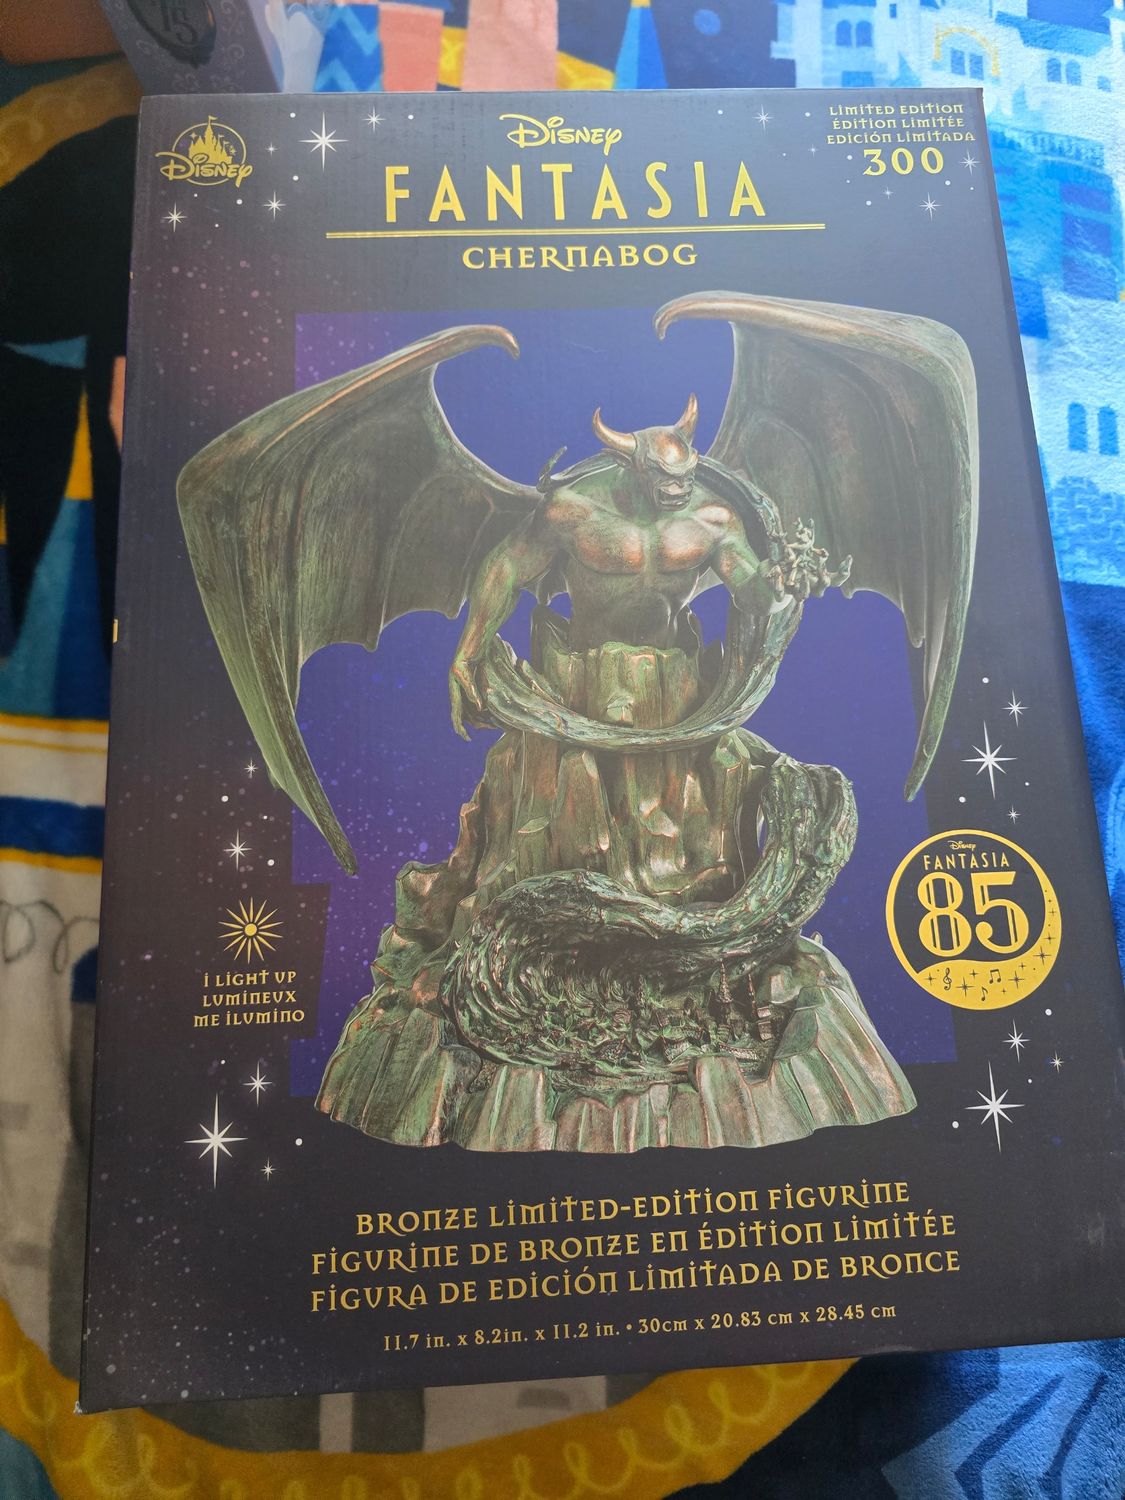 15
Disney
Disney
FANTASIA
CHERNABOG
LIMITED EDITION
ÉDITION LIMITÉE
EDICIÓN LIMITADA
300
Disney
FANTASIA
85
I LIGHT UP
LUMINEUX
ME ILUMINO
BRONZE LIMITED-EDITION FIGURINE
FIGURINE DE BRONZE EN ÉDITION LIMITÉE
FIGURA DE EDICIÓN LIMITADA DE BRONCE
11.7 in. x 8.2in. x 11.2 in. • 30cm x 20.83 cm x 28.45 cm